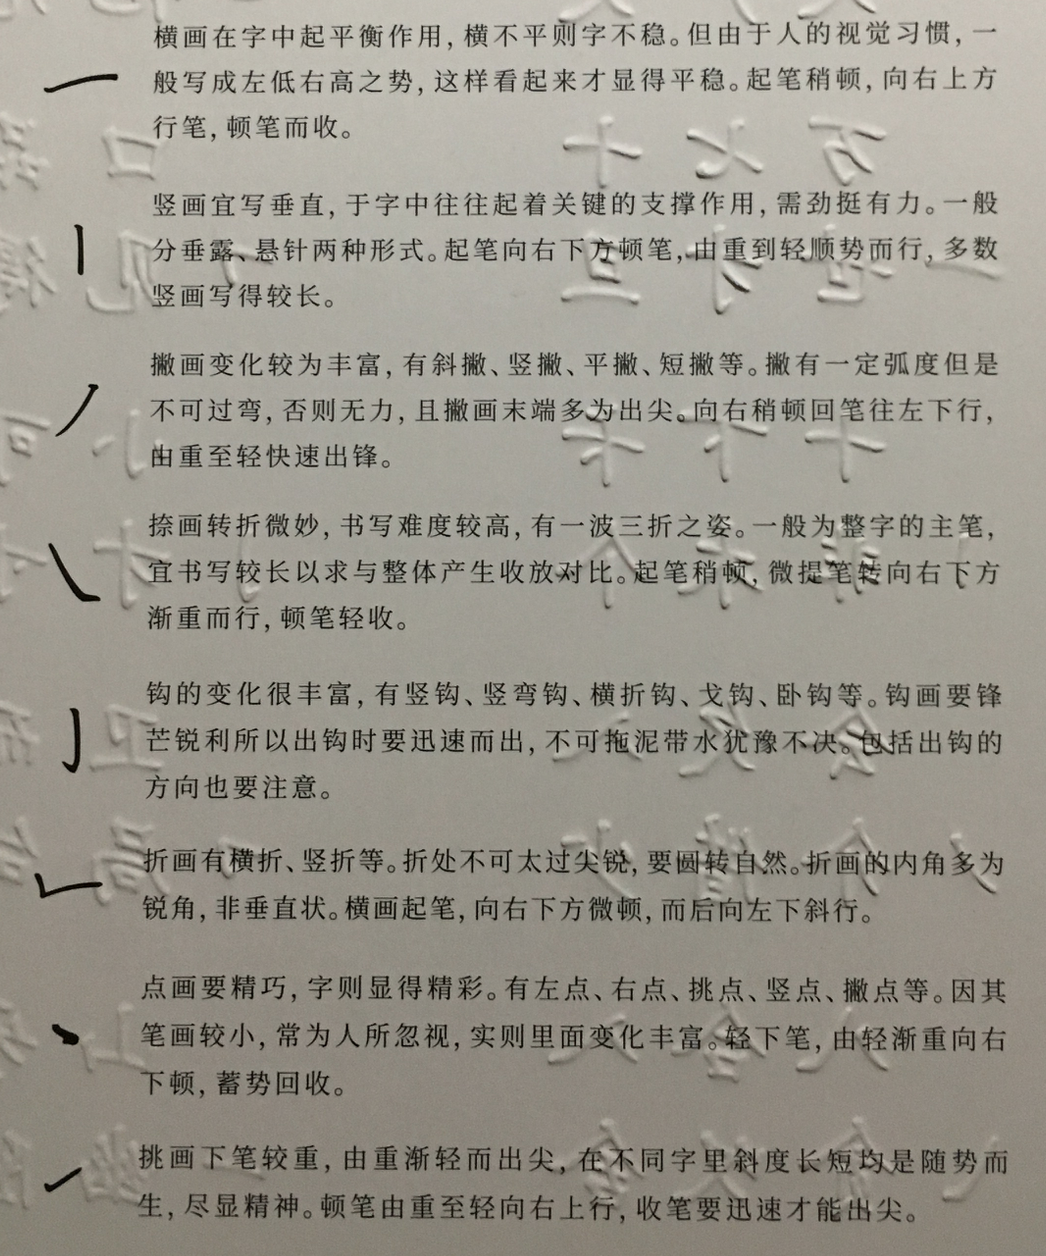 横画在字中起平衡作用，横不平则字不稳。但由于人的视觉习惯，一
般写成左低右高之势，这样看起来才显得平稳。起笔稍顿，向右上方
行笔，顿笔而收。
竖画宜写垂直，于字中往往起着关键的支撑作用，需劲挺有力。一般
分垂露、悬针两种形式。起笔向右下方顿笔，由重到轻顺势而行，多数
竖画写得较长。
撇画变化较为丰富，有斜撇、竖撇、平撇、短撇等。撇有一定弧度但是
不可过弯，否则无力，且撇画末端多为出尖。向右稍顿回笔往左下行，
由重至轻快速出锋。
捺画转折微妙，书写难度较高，有一波三折之姿。一般为整字的主笔，
宜书写较长以求与整体产生收放对比。起笔稍顿，微提笔转向右下方
渐重而行，顿笔轻收。
钩的变化很丰富，有竖钩、竖弯钩、横折钩、戈钩、卧钩等。钩画要锋
芒锐利所以出钩时要迅速而出，不可拖泥带水犹豫不决。包括出钩的
方向也要注意。
折画有横折、竖折等。折处不可太过尖锐，要圆转自然。折画的内角多为
锐角，非垂直状。横画起笔，向右下方微顿，而后向左下斜行。
点画要精巧，字则显得精彩。有左点、右点、挑点、竖点、撇点等。因其
笔画较小，常为人所忽视，实则里面变化丰富。轻下笔，由轻渐重向右
下顿，蓄势回收。
挑画下笔较重，由重渐轻而出尖，在不同字里斜度长短均是随势而
生，尽显精神。顿笔由重至轻向右上行，收笔要迅速才能出尖。